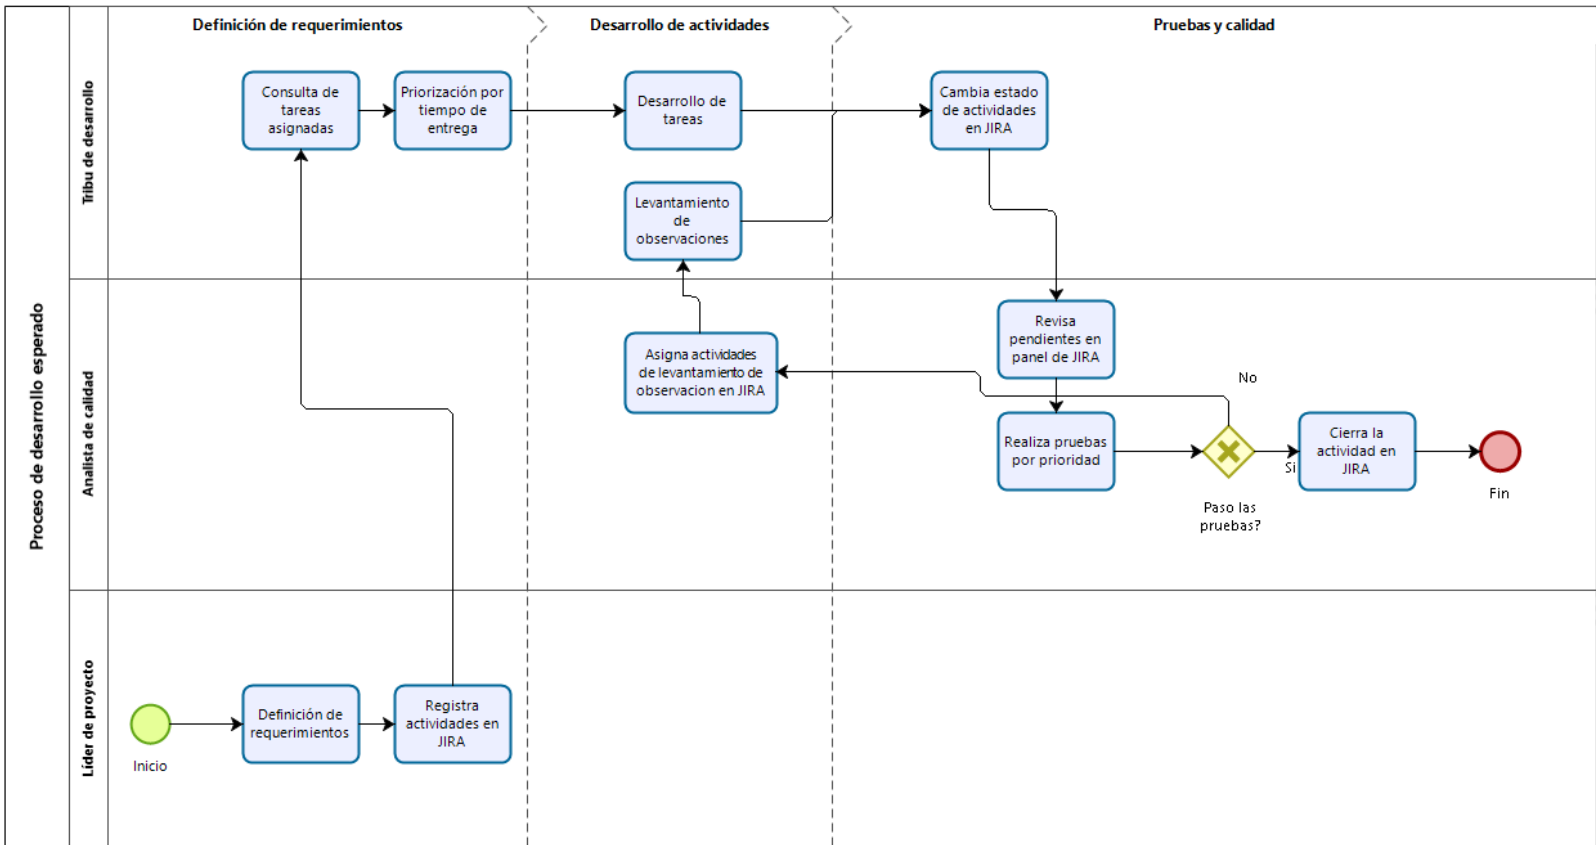 Definición de requerimientos
Desarrollo de actividades
Pruebas y calidad
Proceso de desarrollo esperado
Tribu de desarrollo
Consulta de
tareas
asignadas
Priorización por
tiempo de
entrega
Desarrollo de
tareas
Cambia estado
de actividades
en JIRA
Levantamiento
de
observaciones
Analista de calidad
Asigna actividades
de levantamiento de
observacion en JIRA
Revisa
pendientes en
panel de JIRA
Realiza pruebas
por prioridad
No
Si
Paso las
pruebas?
Cierra la
actividad en
JIRA
Fin
Líder de proyecto
Inicio
Definición de
requerimientos
Registra
actividades en
JIRA